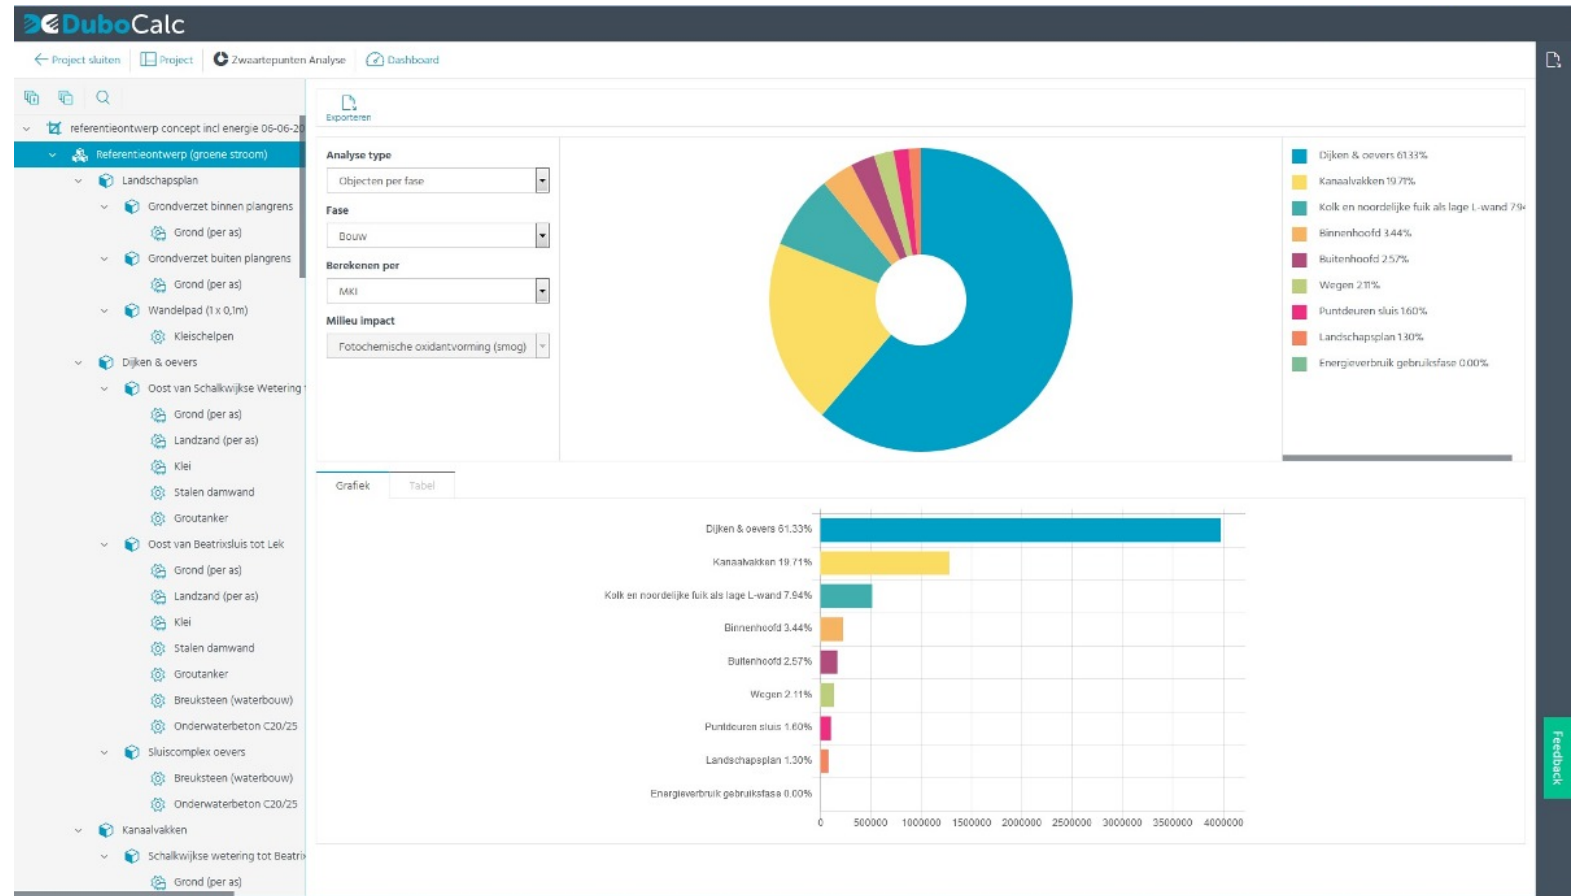 DuboCalc
Project sluiten Project Zwaartepunten Analyse Dashboard
referentieontwerp concept incl energie 06-06-20
Referentieontwerp (groene stroom)
Landschapsplan
Grondverzet binnen plangrens
Grond (per as)
Grondverzet buiten plangrens
Grond (per as)
Wandelpad (1 x 0,1m)
Kleischelpen
Dijken & oevers
Oost van Schalkwijkse Wetering
Grond (per as)
Landzand (per as)
Klei
Stalen damwand
Groutanker
Oost van Beatrixsluis tot Lek
Grond (per as)
Landzand (per as)
Klei
Stalen damwand
Groutanker
Breuksteen (waterbouw)
Onderwaterbeton C20/25
Sluiscomplex oevers
Breuksteen (waterbouw)
Onderwaterbeton C20/25
Kanaalvakken
Schalkwijkse wetering tot Beatrix
Grond (per as)
Exporteren
Analyse type
Objecten per fase
Fase
Bouw
Berekenen per
MKI
Milieu impact
Fotochemische oxidantvorming (smog)
Dijken & oevers 61.33%
Kanaalvakken 19.71%
Kolk en noordelijke fuik als lage L-wand 7.94
Binnenhoofd 3.44%
Buitenhoofd 2.57%
Wegen 2.11%
Puntdeuren sluis 1.60%
Landschapsplan 1.30%
Energieverbruik gebruiksfase 0.00%
Grafiek Tabel
Dijken & oevers 61.33%
Kanaalvakken 19.71%
Kolk en noordelijke fuik als lage L-wand 7.94%
Binnenhoofd 3.44%
Buitenhoofd 2.57%
Wegen 2.11%
Puntdeuren sluis 1.60%
Landschapsplan 1.30%
Energieverbruik gebruiksfase 0.00%
0 500000 1000000 1500000 2000000 2500000 3000000 3500000 4000000
Feedback